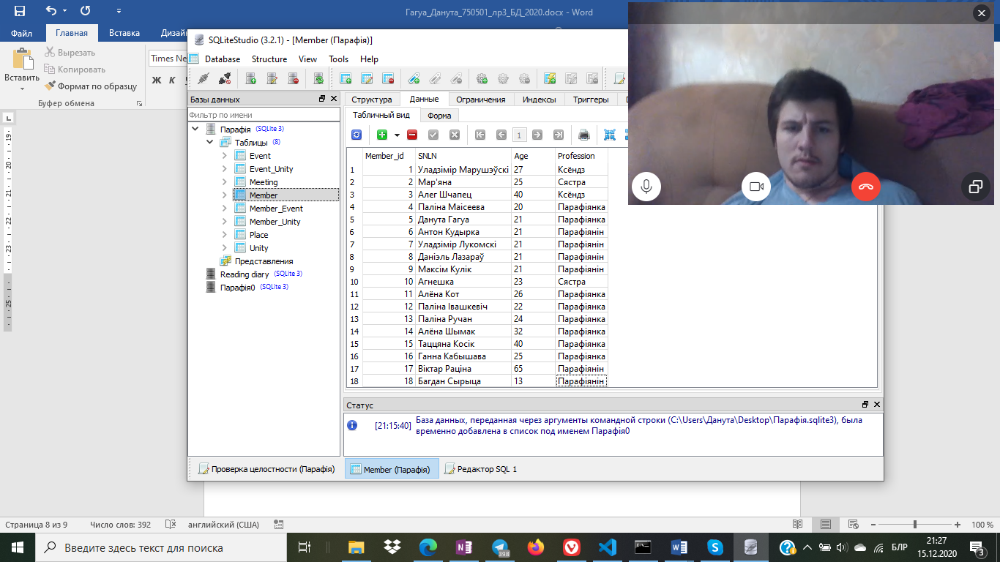 Гагуа_Данута_750501_лр3_БД_2020.docx - Word
Файл Главная Вставка Дизайн
Вставить
Вырезать
Копировать
Формат по образцу
Буфер обмена
Times Ne
Ж К
SQLiteStudio (3.2.1) - [Member (Парафія)]
Database Structure View Tools Help
Базы данных
Фильтр по имени
Парафія (SQLite 3)
Таблицы (8)
Event
Event_Unity
Meeting
Member
Member_Event
Member_Unity
Place
Unity
Представления
Reading diary (SQLite 3)
Парафія0 (SQLite 3)
Структура Данные Ограничения Индексы Триггеры
Табличный вид Форма
1
Member_id SNLN Age Profession
1 1 Уладзімір Марушэўскі 27 Ксёндз
2 2 Мар'яна 25 Сястра
3 3 Алег Шчапец 40 Ксёндз
4 4 Паліна Маісеева 20 Парафіянка
5 5 Данута Гагуа 21 Парафіянка
6 6 Антон Кудырка 21 Парафіянін
7 7 Уладзімір Лукомскі 21 Парафіянін
8 8 Даніэль Лазараў 21 Парафіянін
9 9 Максім Кулік 21 Парафіянін
10 10 Агнешка 23 Сястра
11 11 Алёна Кот 26 Парафіянка
12 12 Паліна Івашкевіч 22 Парафіянка
13 13 Паліна Ручан 24 Парафіянка
14 14 Алёна Шымак 32 Парафіянка
15 15 Таццяна Косік 40 Парафіянка
16 16 Ганна Кабышава 25 Парафіянка
17 17 Віктар Раціна 65 Парафіянін
18 18 Багдан Сырыца 13 Парафіянін
Статус
[21:15:40] База данных, переданная через аргументы командной строки (C:\Users\Данута\Desktop\Парафія.sqlite3), была
временно добавлена в список под именем Парафія0
Проверка целостности (Парафія) Member (Парафія) Редактор SQL 1
19 20 21 22 23 25
Страница 8 из 9 Число слов: 392 английский (США) 100 %
Введите здесь текст для поиска
398
БЛР
21:27
15.12.2020
3